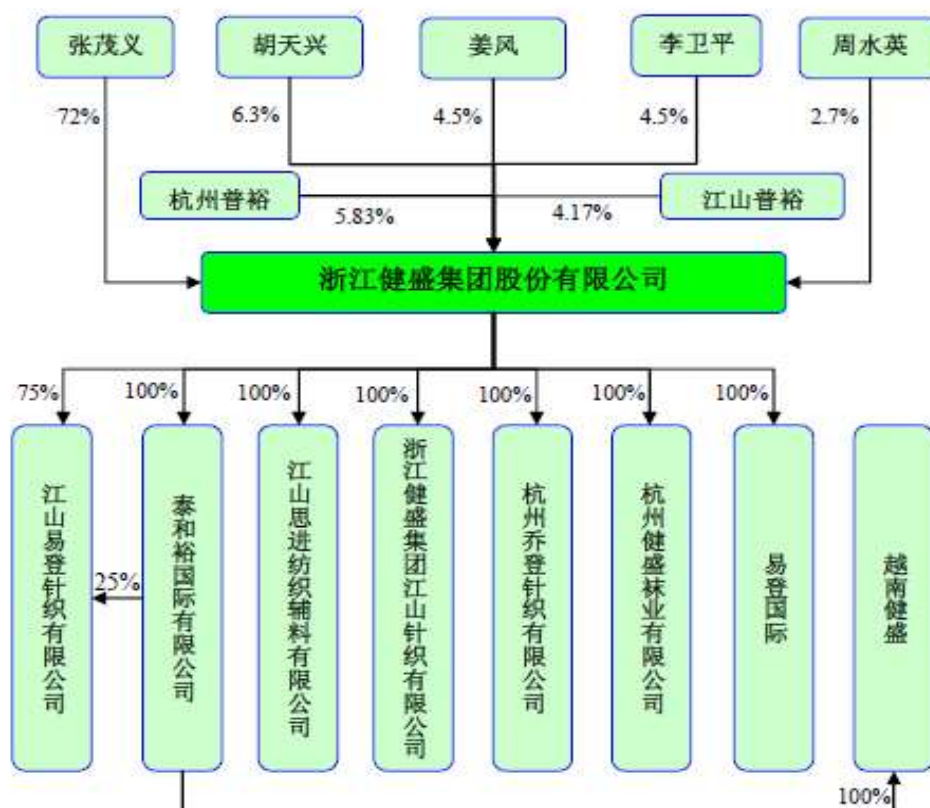 张茂义
胡天兴
姜风
李卫平
周水英
72%
6.3%
4.5%
4.5%
2.7%
杭州普裕
江山普裕
5.83%
4.17%
浙江健盛集团股份有限公司
75%
100%
100%
100%
100%
100%
100%
江山易登针织有限公司
泰和裕国际有限公司
江山思进纺织辅料有限公司
浙江健盛集团江山针织有限公司
杭州乔登针织有限公司
杭州健盛袜业有限公司
易登国际
越南健盛
25%
100%